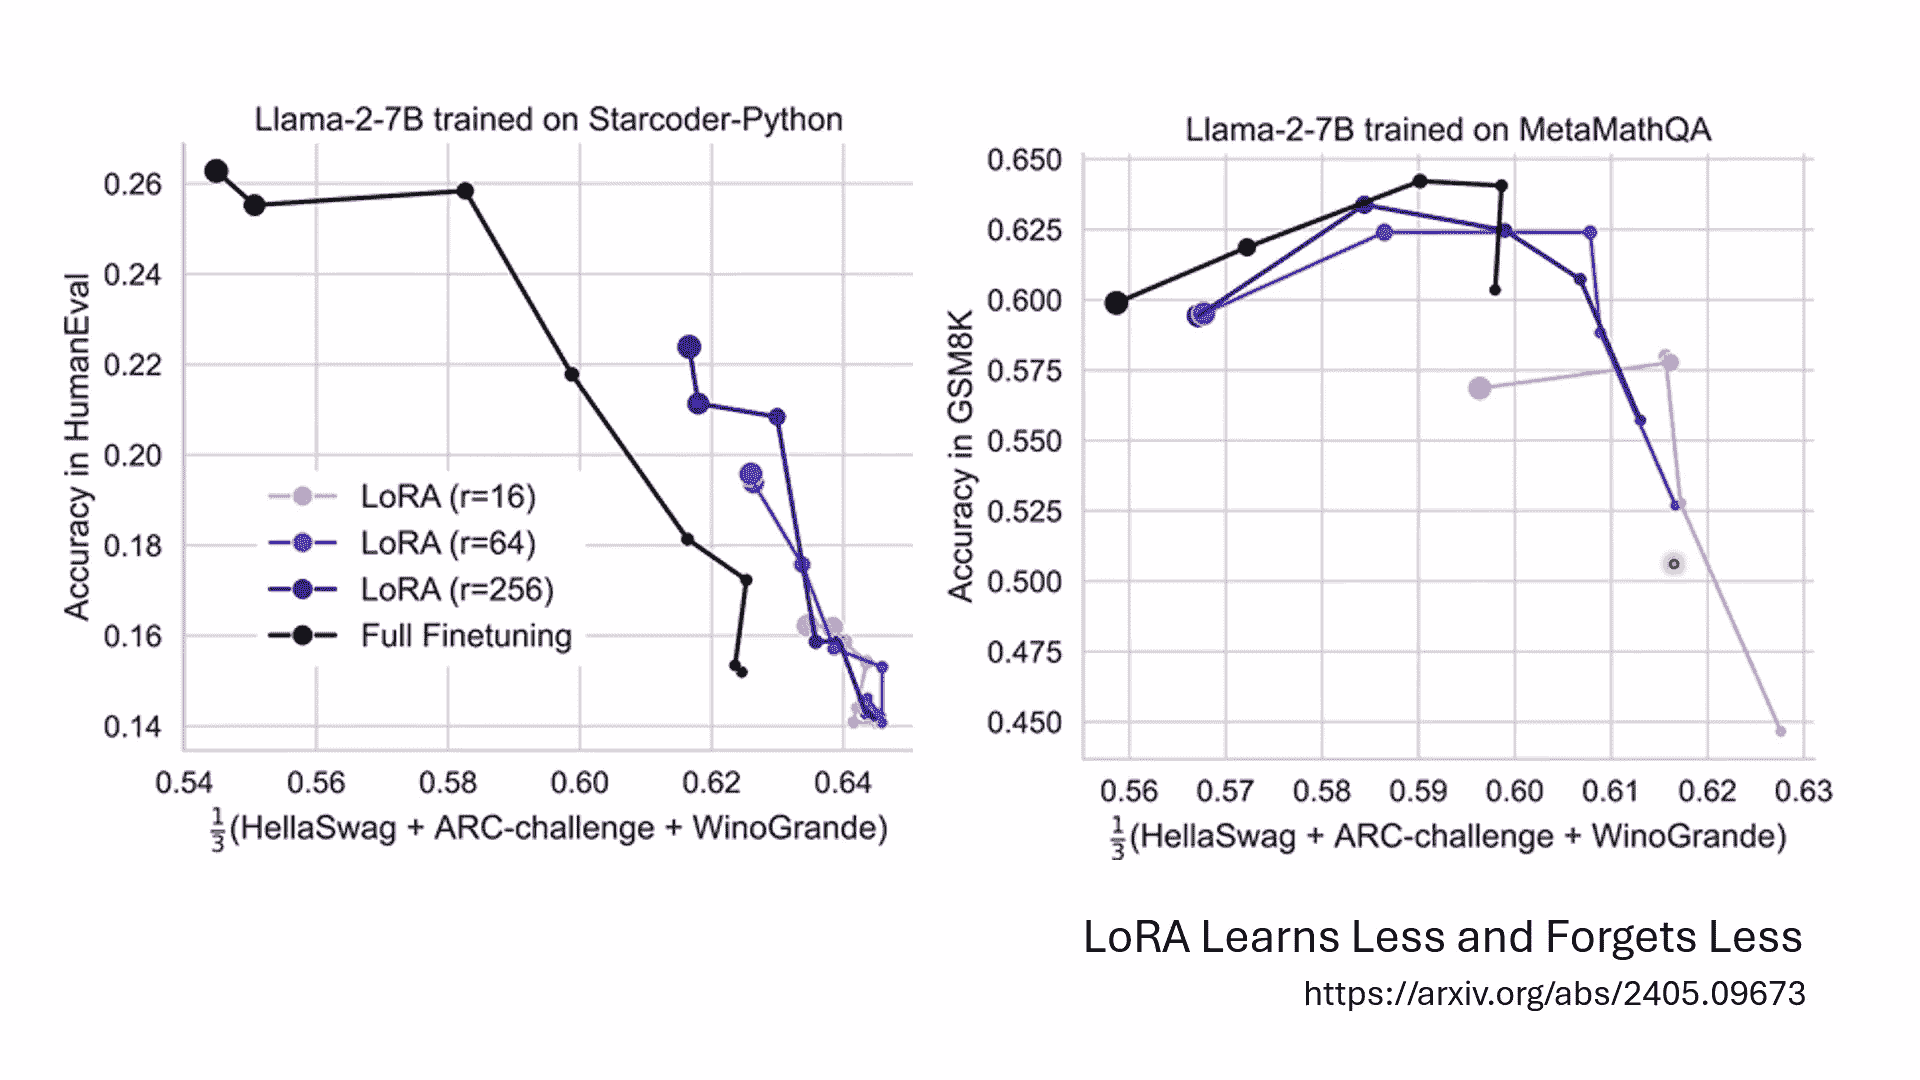 Llama-2-7B trained on Starcoder-Python
Accuracy in HumanEval
0.26
0.24
0.22
0.20
0.18
0.16
0.14
LoRA (r=16)
LoRA (r=64)
LoRA (r=256)
Full Finetuning
0.54 0.56 0.58 0.60 0.62 0.64
1/3 (HellaSwag + ARC-challenge + WinoGrande)
Llama-2-7B trained on MetaMathQA
Accuracy in GSM8K
0.650
0.625
0.600
0.575
0.550
0.525
0.500
0.475
0.450
0.56 0.57 0.58 0.59 0.60 0.61 0.62 0.63
1/3 (HellaSwag + ARC-challenge + WinoGrande)
LoRA Learns Less and Forgets Less
https://arxiv.org/abs/2405.09673